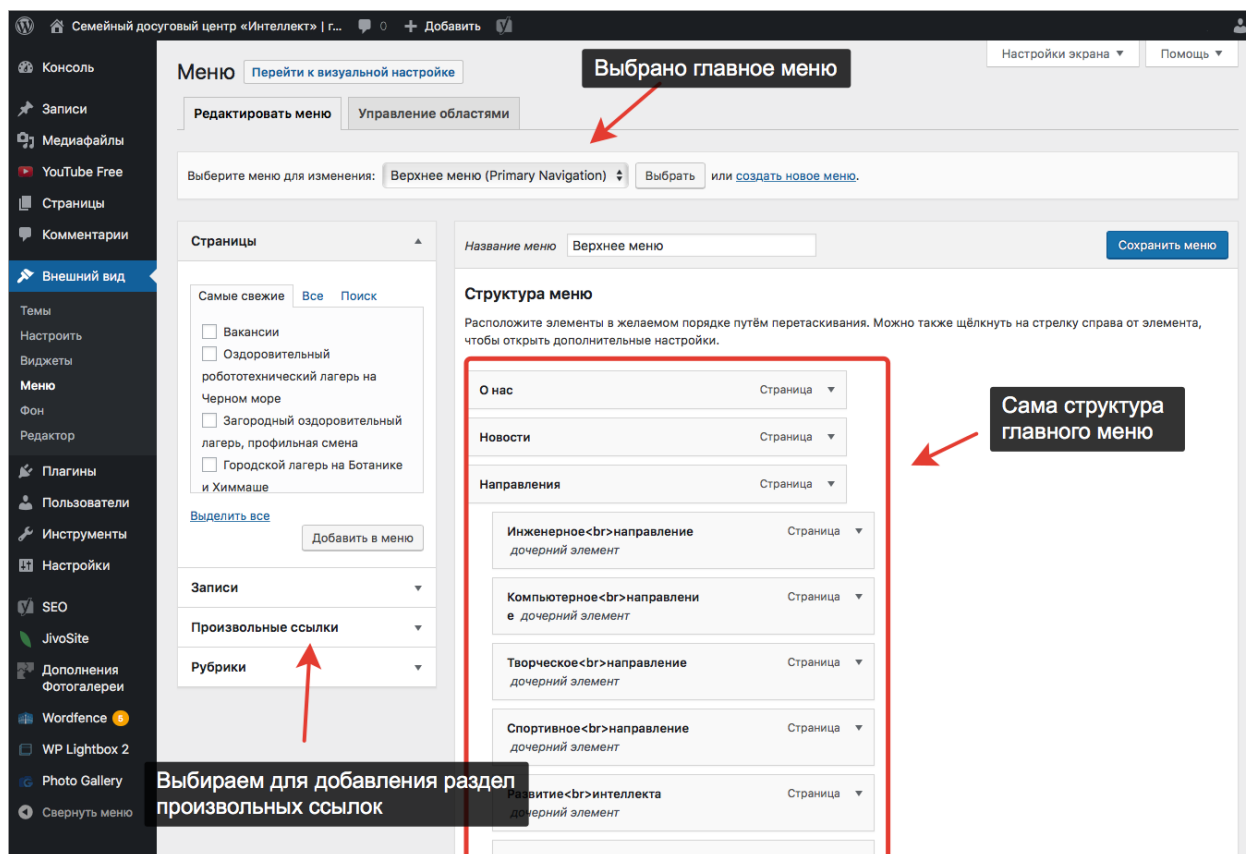 Семейный досуговый центр «Интеллект» | г... 0 + Добавить
Настройки экрана ▼ Помощь ▼
Консоль
Записи
Медиафайлы
YouTube Free
Страницы
Комментарии
Внешний вид
Темы
Настроить
Виджеты
Меню
Фон
Редактор
Плагины
Пользователи
Инструменты
Настройки
SEO
JivoSite
Дополнения
Фотогалереи
Wordfence 6
WP Lightbox 2
Photo Gallery
Свернуть меню
Меню Перейти к визуальной настройке
Выбрано главное меню
Редактировать меню Управление областями
Выберите меню для изменения: Верхнее меню (Primary Navigation) Выбрать или создать новое меню.
Страницы
Самые свежие Все Поиск
Вакансии
Оздоровительный
робототехнический лагерь на
Черном море
Загородный оздоровительный
лагерь, профильная смена
Городской лагерь на Ботанике
и Химмаше
Выделить все
Добавить в меню
Записи
Произвольные ссылки
Рубрики
Выбираем для добавления раздел
произвольных ссылок
Название меню Верхнее меню Сохранить меню
Структура меню
Расположите элементы в желаемом порядке путём перетаскивания. Можно также щёлкнуть на стрелку справа от элемента,
чтобы открыть дополнительные настройки.
О нас Страница
Новости Страница
Направления Страница
Инженерное<br>направление Страница
дочерний элемент
Компьютерное<br>направлени Страница
е дочерний элемент
Творческое<br>направление Страница
дочерний элемент
Спортивное<br>направление Страница
дочерний элемент
Развитие<br>интеллекта Страница
дочерний элемент
Сама структура
главного меню